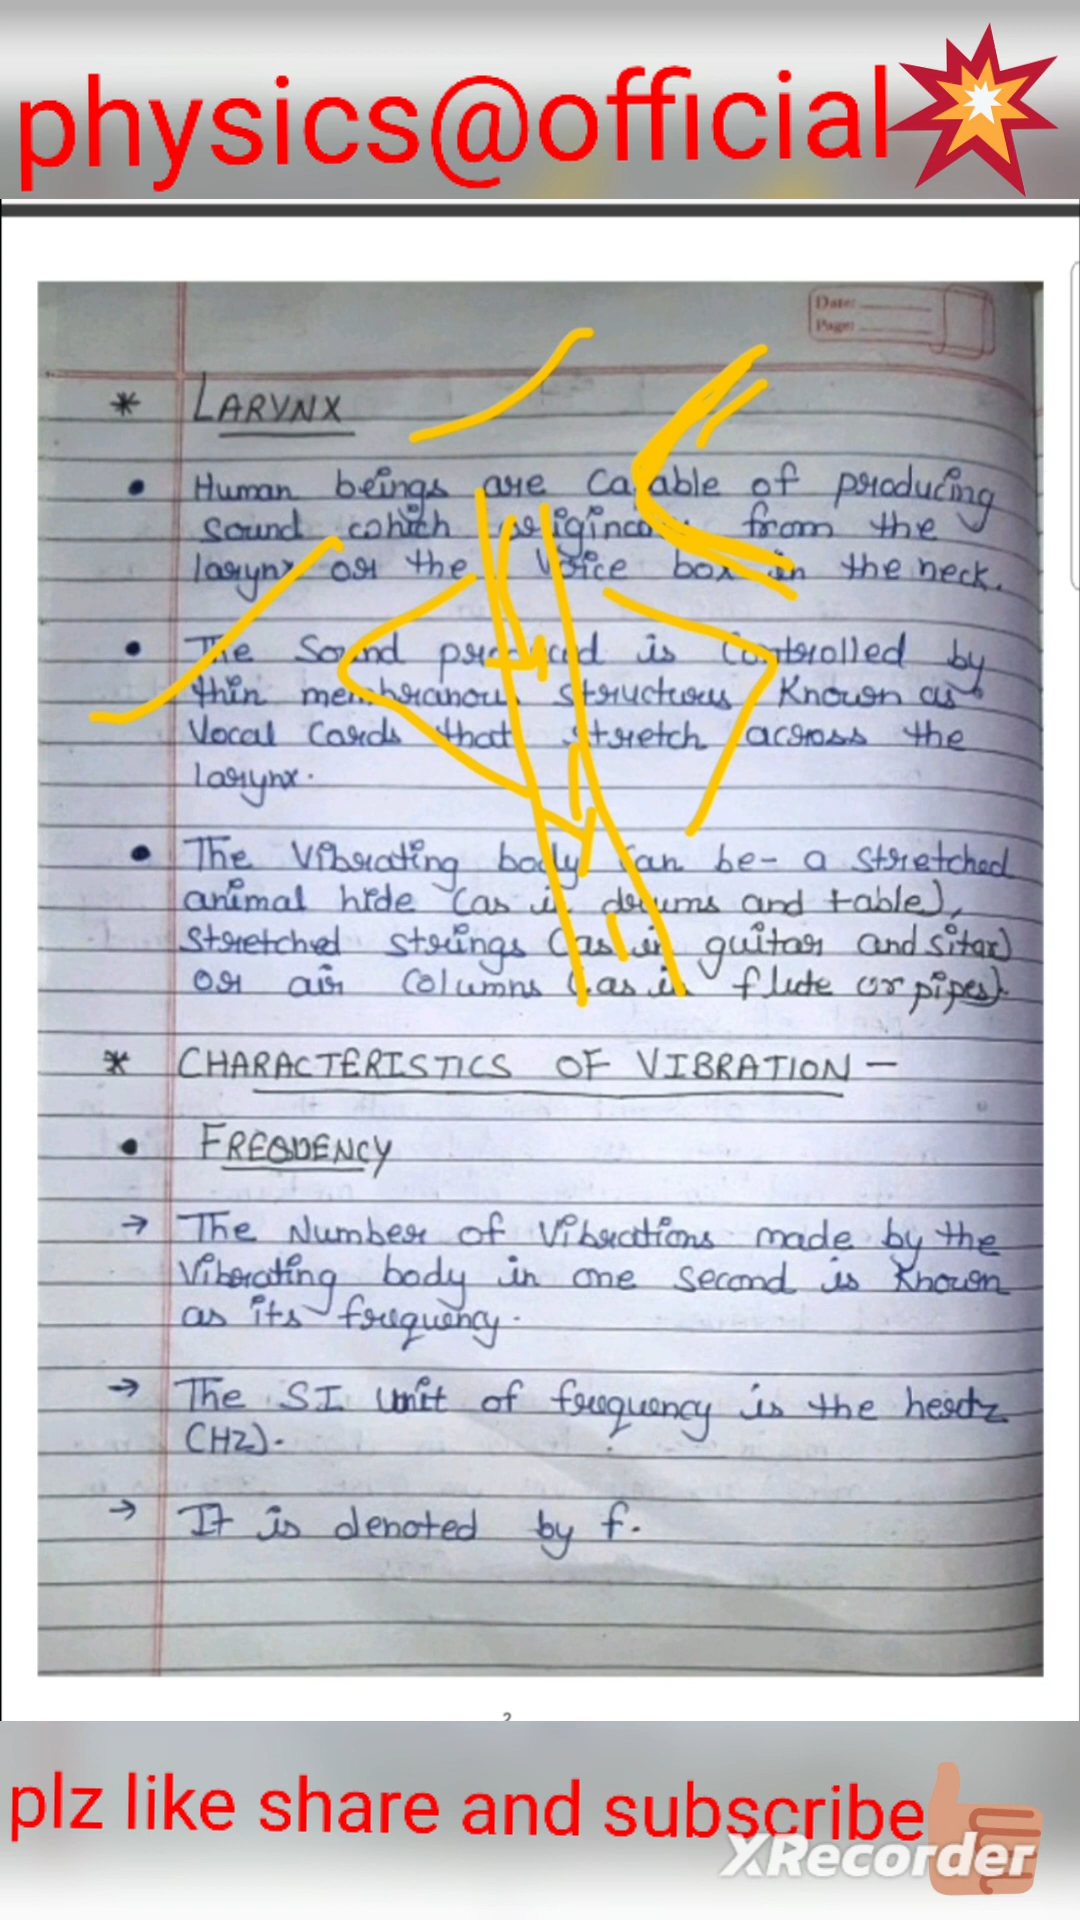 physics@official
Date:
Page:
* LARYNX
• Human beings are capable of producing
Sound which originates from the
larynx or the Voice box in the neck.
• The Sound produced is Controlled by
thin membranous structures Known as
Vocal Cords that stretch across the
larynx.
• The Vibrating body can be- a stretched
animal hide (as in drums and table),
Stretched strings (as in guitar and sitar)
or air Columns (as in flute or pipes).
* CHARACTERISTICS OF VIBRATION -
• FREQUENCY
→ The Number of Vibrations made by the
Vibrating body in one second is Known
as its frequency.
→ The SI unit of frequency is the hertz
(HZ).
→ It is denoted by f.
2
plz like share and subscribe
XRecorder